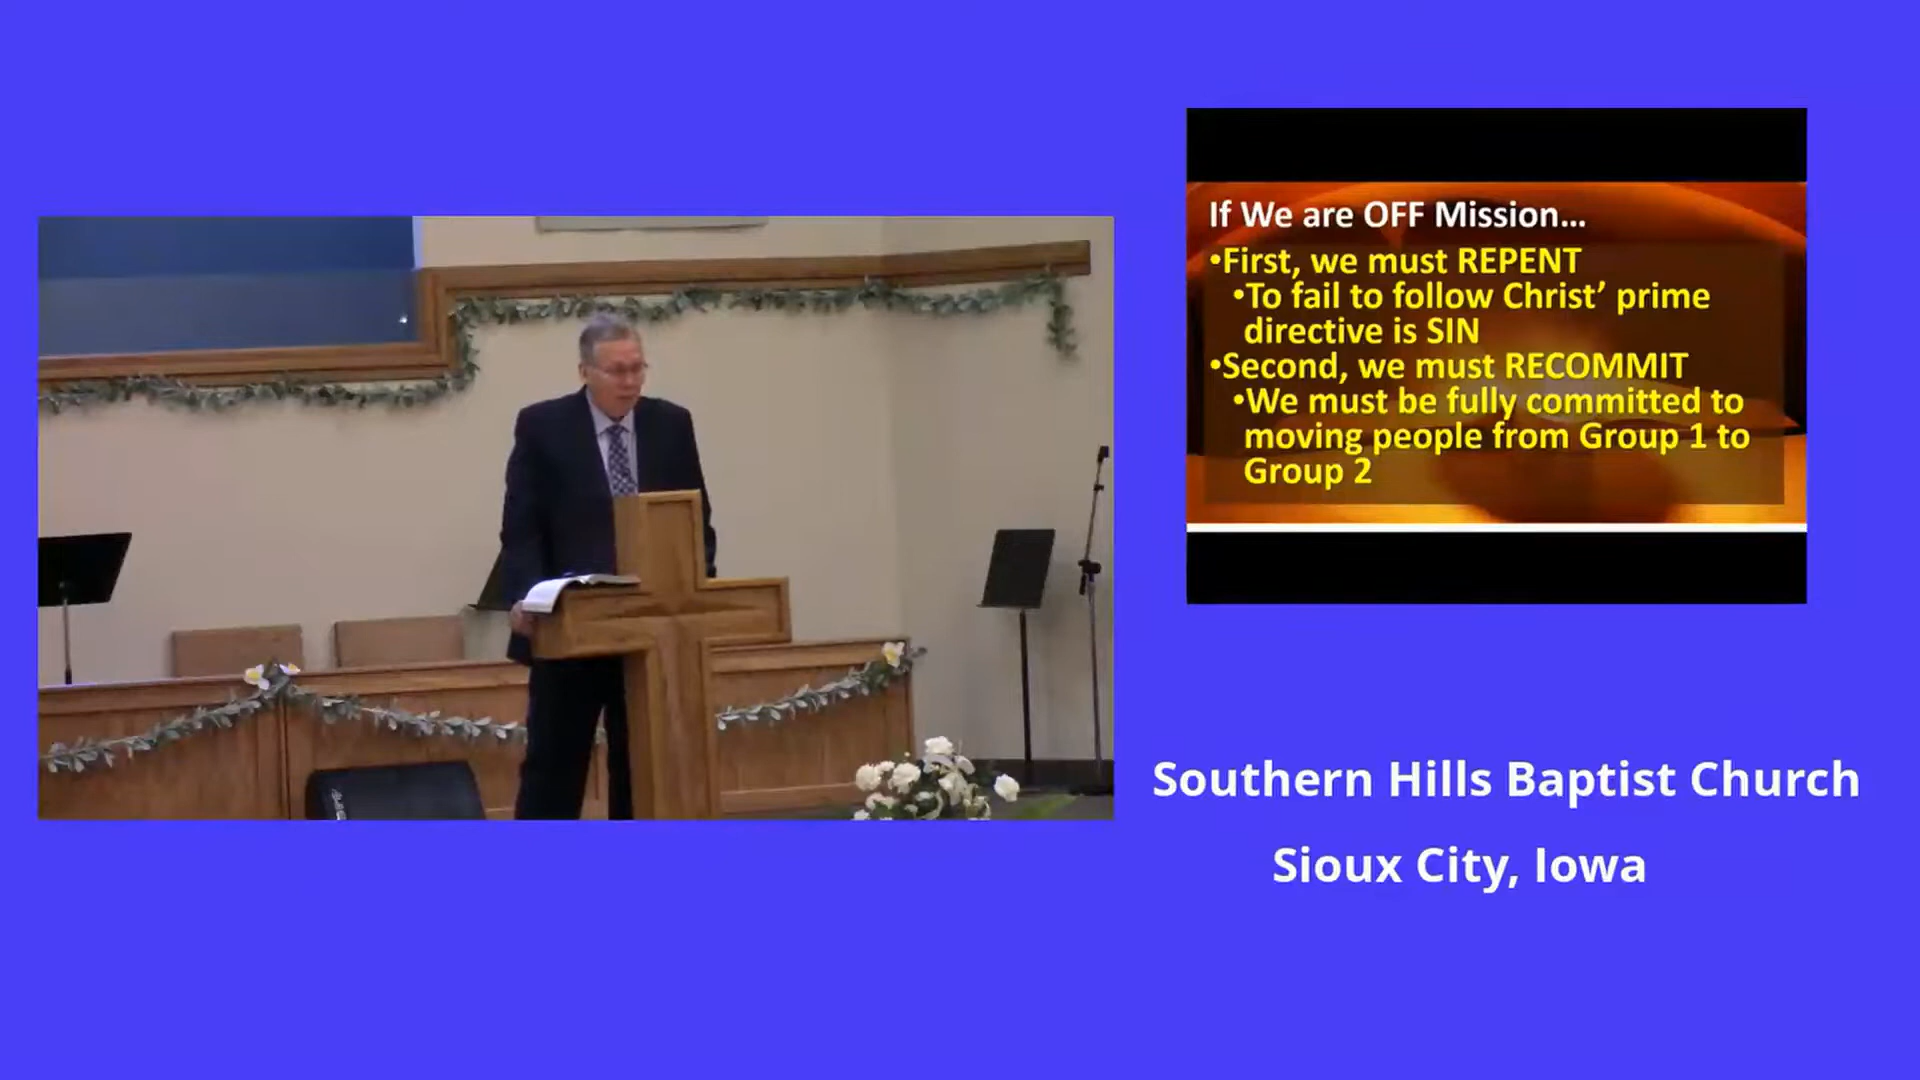 If We are OFF Mission...
•First, we must REPENT
•To fail to follow Christ’ prime
directive is SIN
•Second, we must RECOMMIT
•We must be fully committed to
moving people from Group 1 to
Group 2
Southern Hills Baptist Church
Sioux City, Iowa